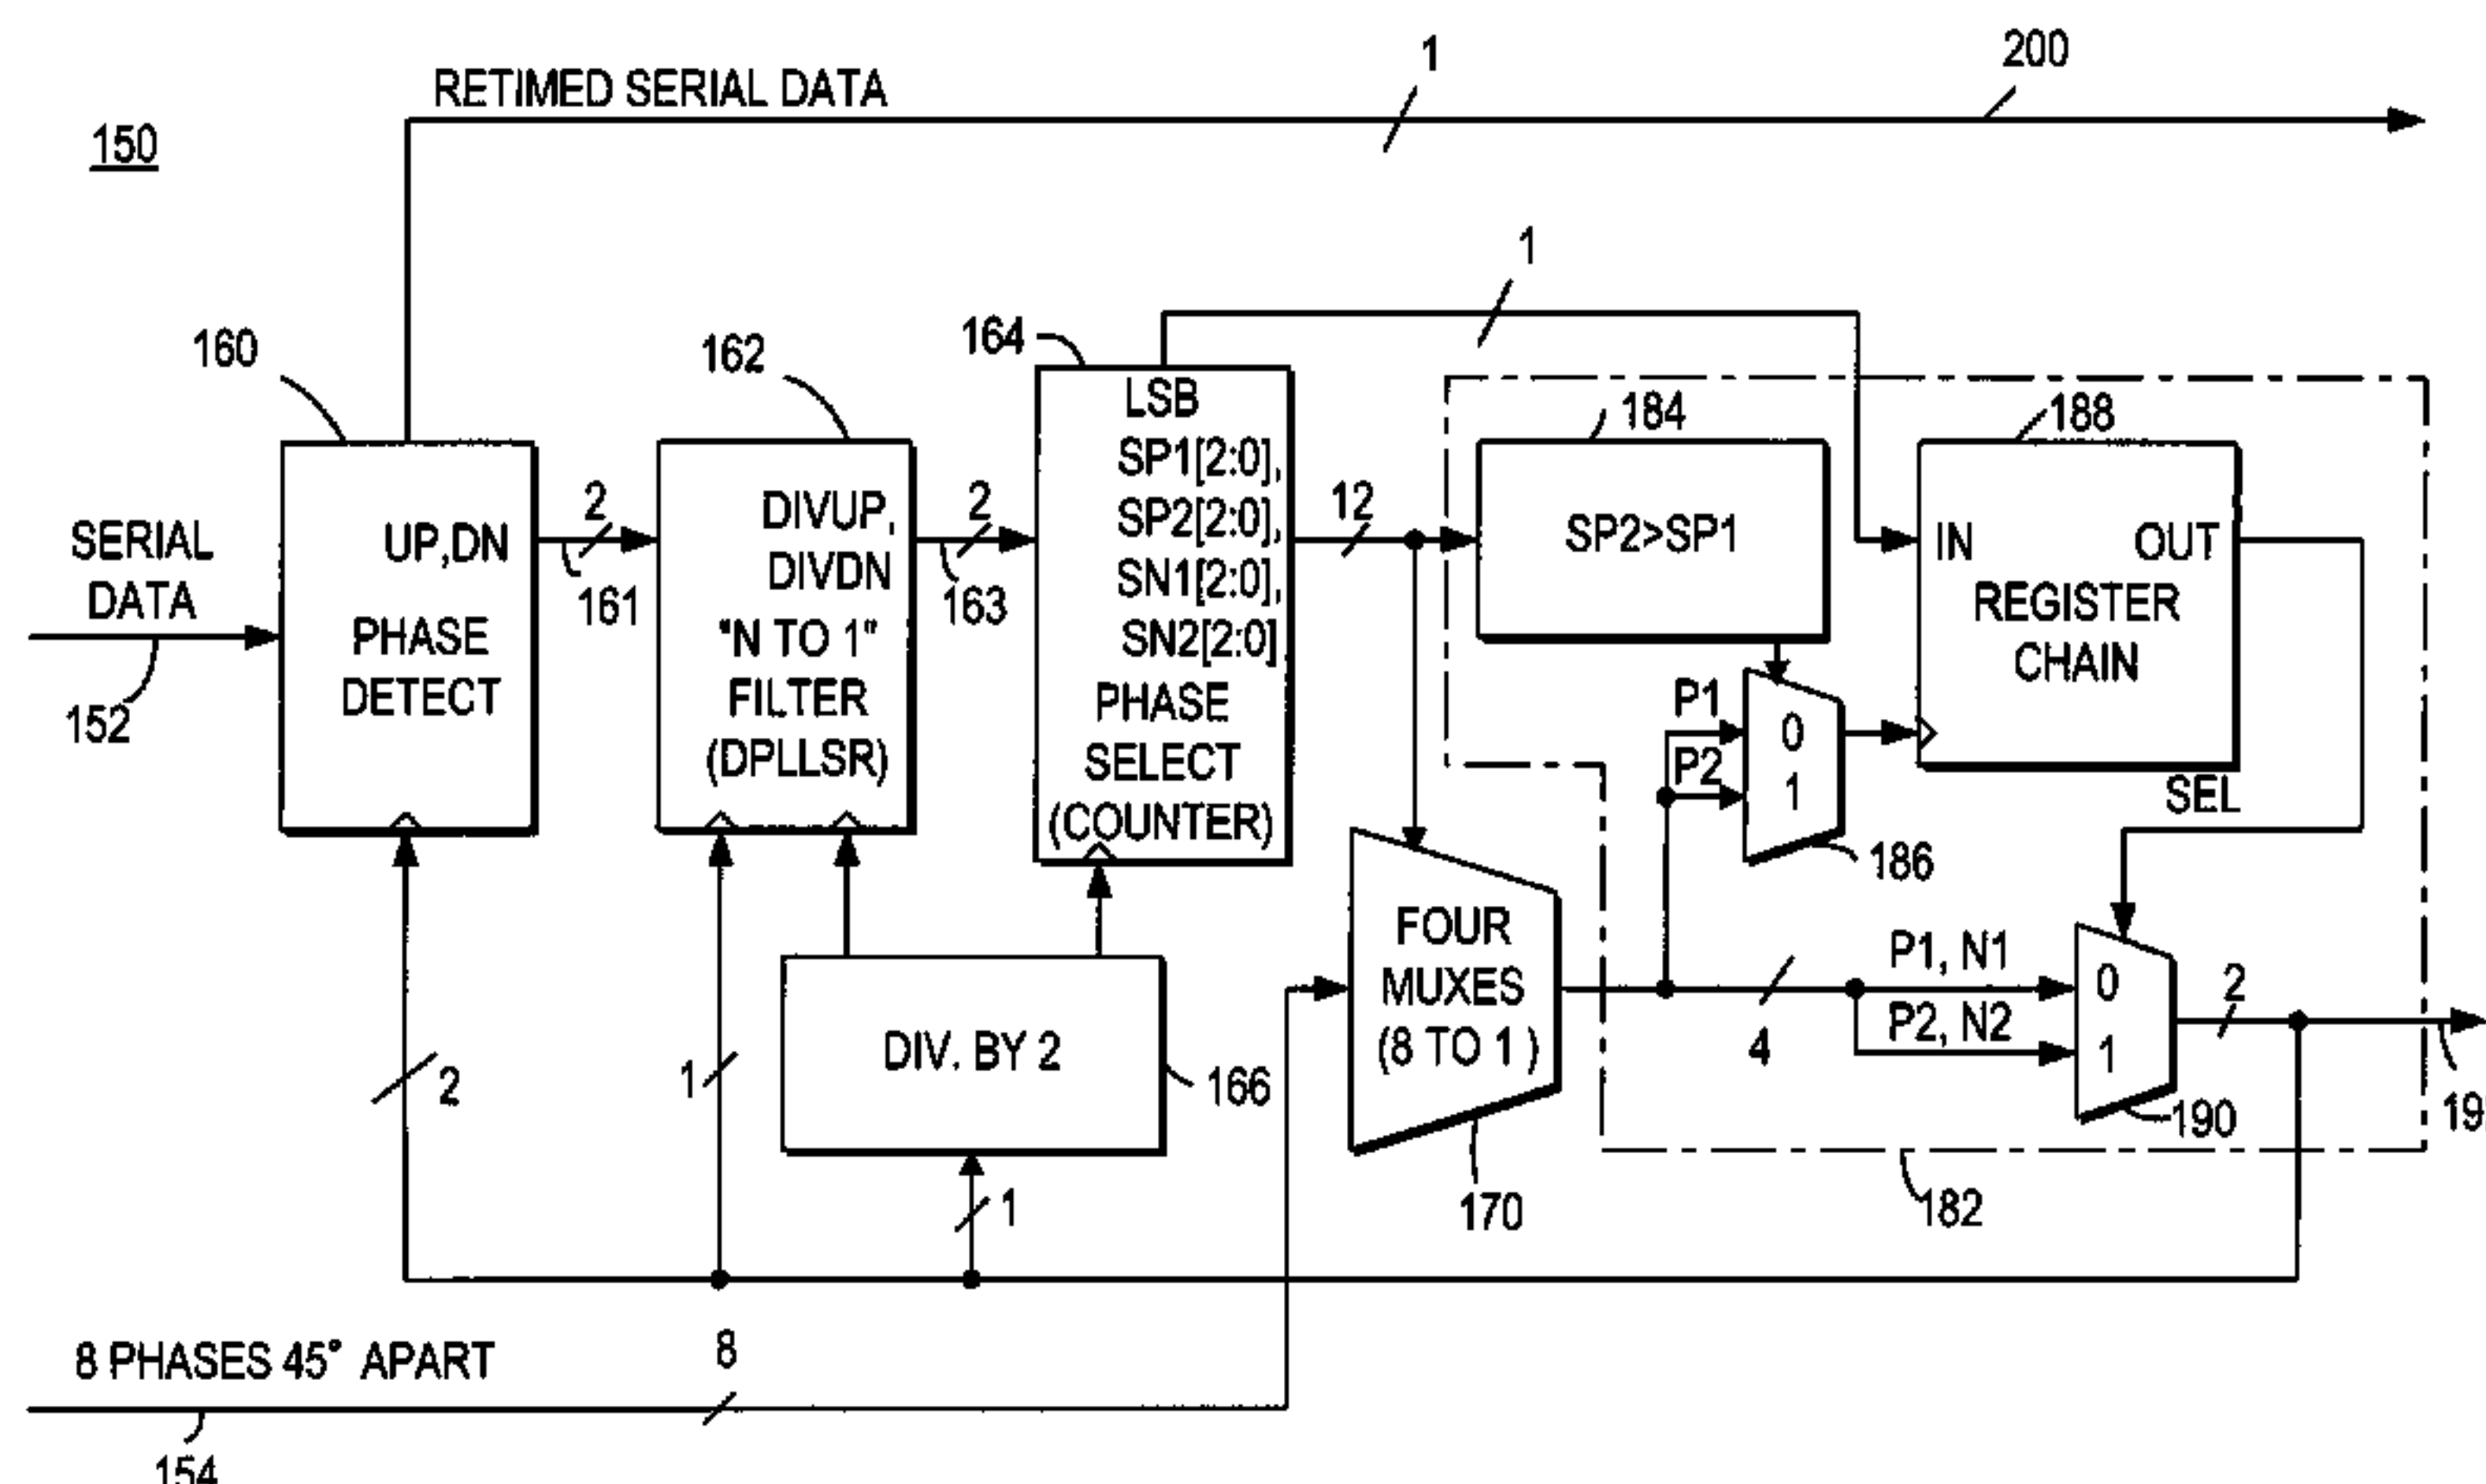 RETIMED SERIAL DATA
1
200
150
1
160
162
164
LSB
SP1[2:0],
SP2[2:0],
SN1[2:0],
SN2[2:0]
PHASE
SELECT
(COUNTER)
184
188
SERIAL
DATA
152
UP,DN
PHASE
DETECT
2
161
DIVUP,
DIVDN
"N TO 1"
FILTER
(DPLLSR)
2
163
12
SP2>SP1
IN
OUT
REGISTER
CHAIN
SEL
P1
P2
0
1
186
FOUR
MUXES
(8 TO 1)
170
P1, N1
P2, N2
4
0
1
2
190
182
DIV. BY 2
166
2
1
1
8 PHASES 45° APART
8
154